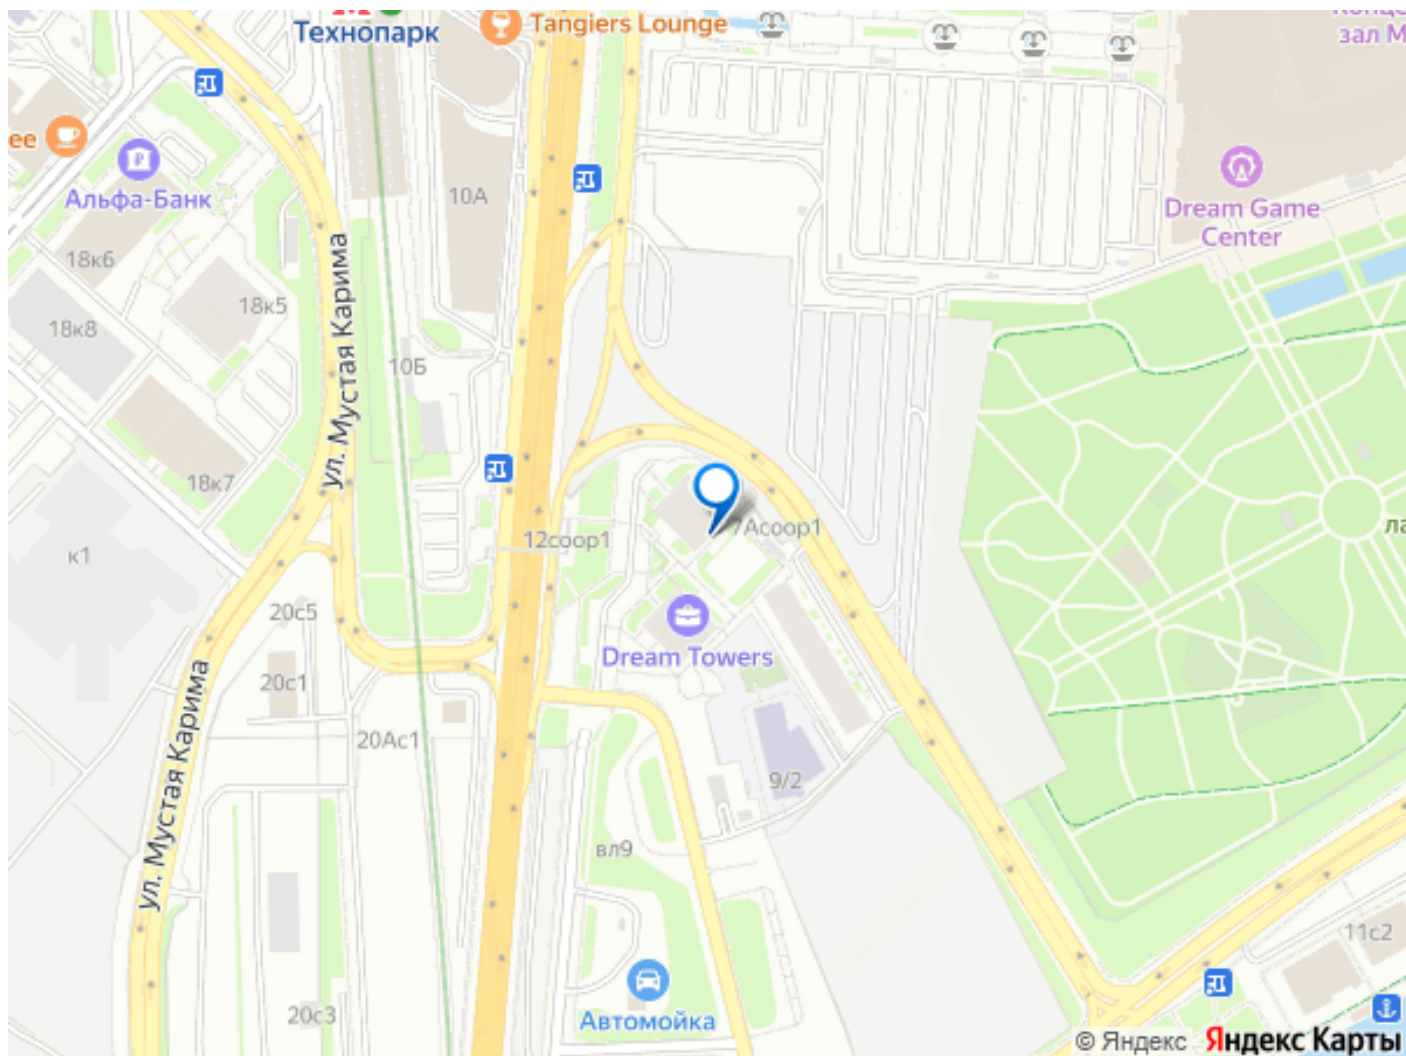 Технопарк
Tangiers Lounge
зал М
ее
Альфа-Банк
10А
Dream Game
Center
18к6
18к5
18к8
ул. Мустая Карима
10Б
18к7
12соор1
7Асоор1
к1
ла
20с5
Dream Towers
20с1
ул. Мустая Карима
20Ас1
9/2
вл9
11с2
20с3
Автомойка
© Яндекс Яндекс Карты